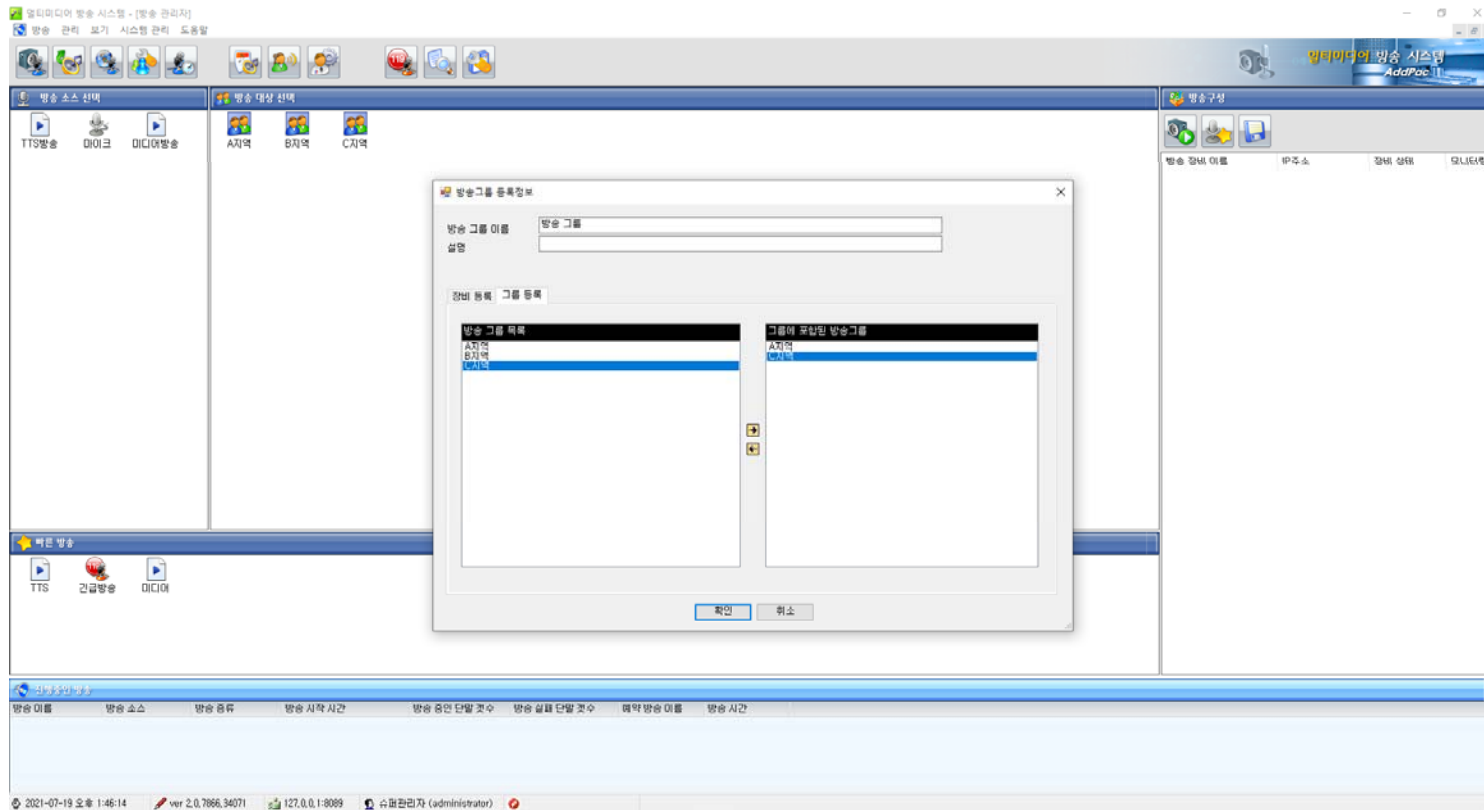 멀티미디어 방송 시스템 - [방송 관리자]
방송 관리 보기 시스템 관리 도움말
멀티미디어 방송 시스템
AddPac
방송 소스 선택
방송 대상 선택
방송구성
TTS방송 마이크 미디어방송
A지역 B지역 C지역
방송 장비 이름 IP주소 장비 상태 모니터링
방송그룹 등록정보
방송 그룹 이름 방송 그룹
설명
장비 등록 그룹 등록
방송 그룹 목록
A지역
B지역
C지역
그룹에 포함된 방송그룹
A지역
C지역
확인 취소
빠른 방송
TTS 긴급방송 미디어
진행중인 방송
방송 이름 방송 소스 방송 종류 방송 시작 시간 방송 중인 단말 갯수 방송 실패 단말 갯수 예약 방송 이름 방송 시간
2021-07-19 오후 1:46:14 ver 2.0.7866.34071 127.0.0.1:8089 슈퍼관리자 (administrator)